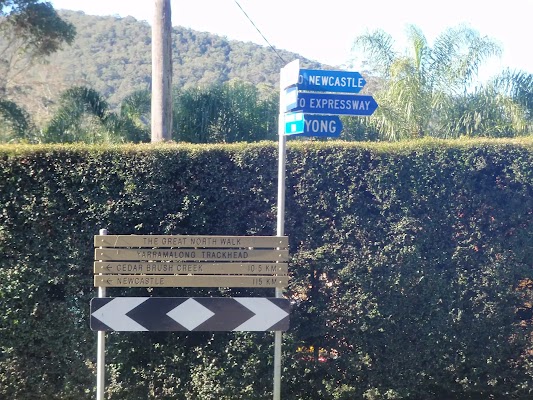 NEWCASTLE
EXPRESSWAY
YONG
THE GREAT NORTH WALK
YARRAMALONG TRACKHEAD
← CEDAR BRUSH CREEK 10·5 KM
← NEWCASTLE 115 KM